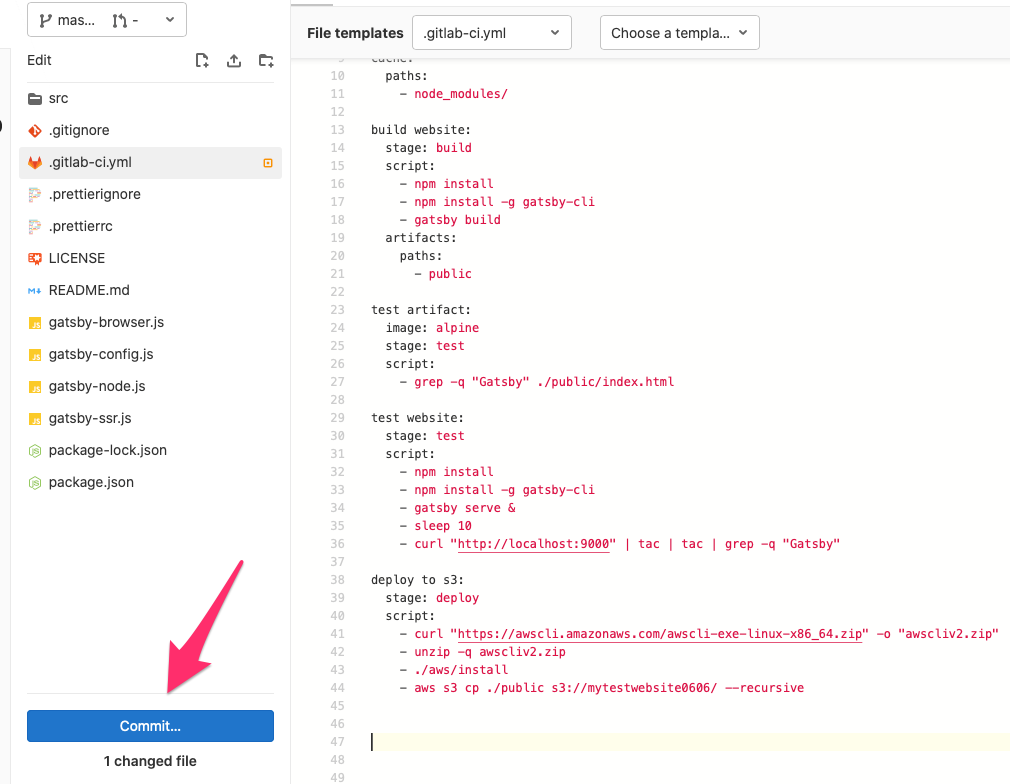 mas... -
Edit
src
.gitignore
.gitlab-ci.yml
.prettierignore
.prettierrc
LICENSE
README.md
gatsby-browser.js
gatsby-config.js
gatsby-node.js
gatsby-ssr.js
package-lock.json
package.json
Commit...
1 changed file
File templates .gitlab-ci.yml Choose a templa...
9 cache:
10 paths:
11 - node_modules/
12
13 build website:
14 stage: build
15 script:
16 - npm install
17 - npm install -g gatsby-cli
18 - gatsby build
19 artifacts:
20 paths:
21 - public
22
23 test artifact:
24 image: alpine
25 stage: test
26 script:
27 - grep -q "Gatsby" ./public/index.html
28
29 test website:
30 stage: test
31 script:
32 - npm install
33 - npm install -g gatsby-cli
34 - gatsby serve &
35 - sleep 10
36 - curl "http://localhost:9000" | tac | tac | grep -q "Gatsby"
37
38 deploy to s3:
39 stage: deploy
40 script:
41 - curl "https://awscli.amazonaws.com/awscli-exe-linux-x86_64.zip" -o "awscliv2.zip"
42 - unzip -q awscliv2.zip
43 - ./aws/install
44 - aws s3 cp ./public s3://mytestwebsite0606/ --recursive
45
46
47
48
49